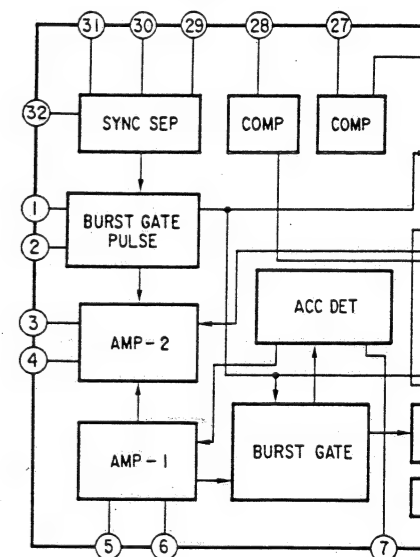 31 30 29 28 27
32 SYNC SEP COMP COMP
1 BURST GATE
2 PULSE
3 ACC DET
4 AMP-2
AMP-1 BURST GATE
5 6 7